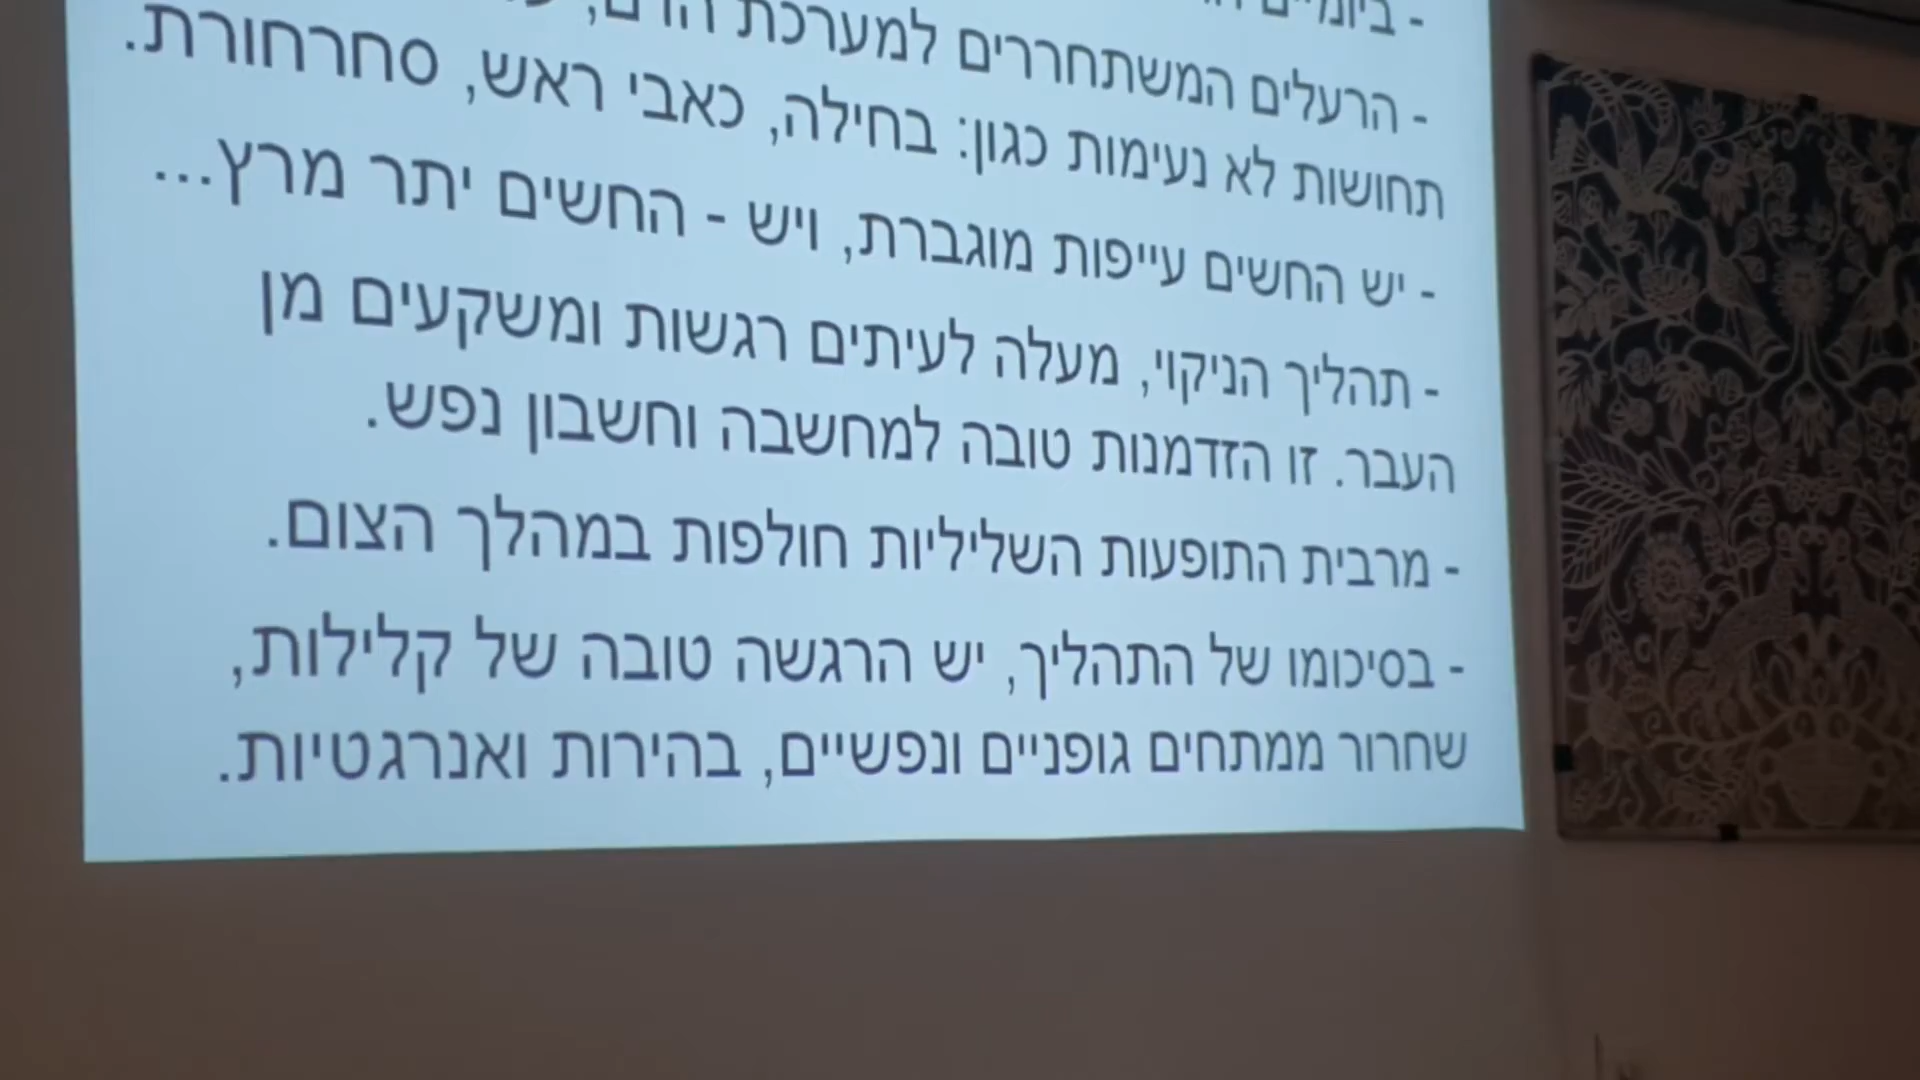 - הרעלים המשתחררים למערכת הדם,
תחושות לא נעימות כגון: בחילה, כאבי ראש, סחרחורת.
- יש החשים עייפות מוגברת, ויש - החשים יתר מרץ...
- תהליך הניקוי, מעלה לעיתים רגשות ומשקעים מן
העבר. זו הזדמנות טובה למחשבה וחשבון נפש.
- מרבית התופעות השליליות חולפות במהלך הצום.
- בסיכומו של התהליך, יש הרגשה טובה של קלילות,
שחרור ממתחים גופניים ונפשיים, בהירות ואנרגטיות.